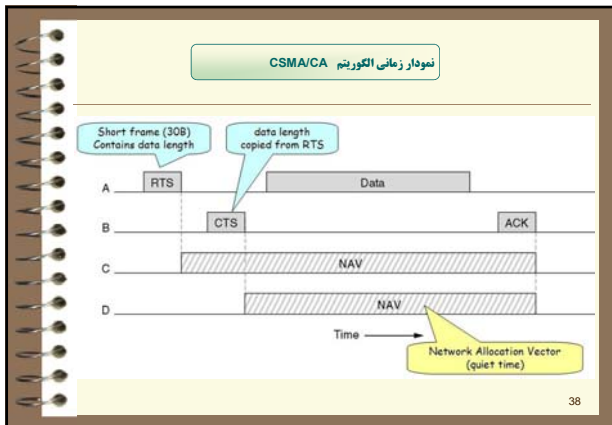 نمودار زمانی الگوریتم CSMA/CA
Short frame (30B)
Contains data length
data length
copied from RTS
A
RTS
Data
B
CTS
ACK
C
NAV
D
NAV
Time
Network Allocation Vector
(quiet time)
38